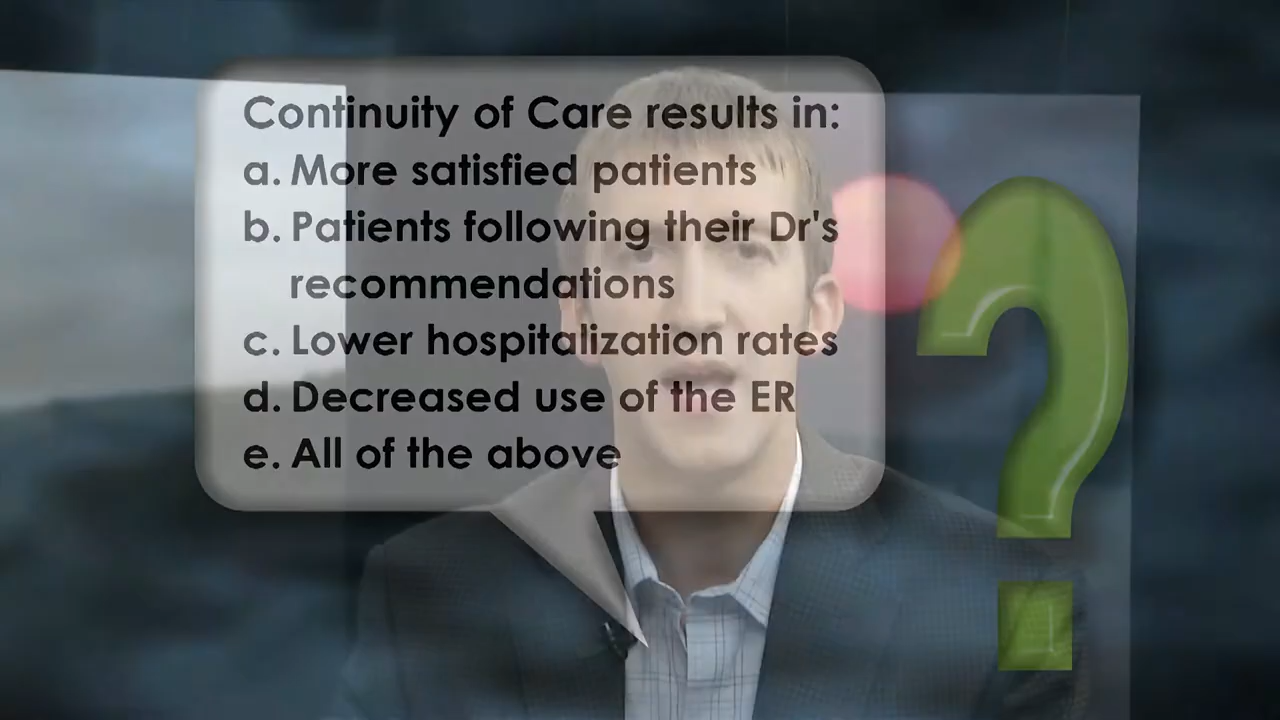 Continuity of Care results in:
a. More satisfied patients
b. Patients following their Dr's
recommendations
c. Lower hospitalization rates
d. Decreased use of the ER
e. All of the above
?